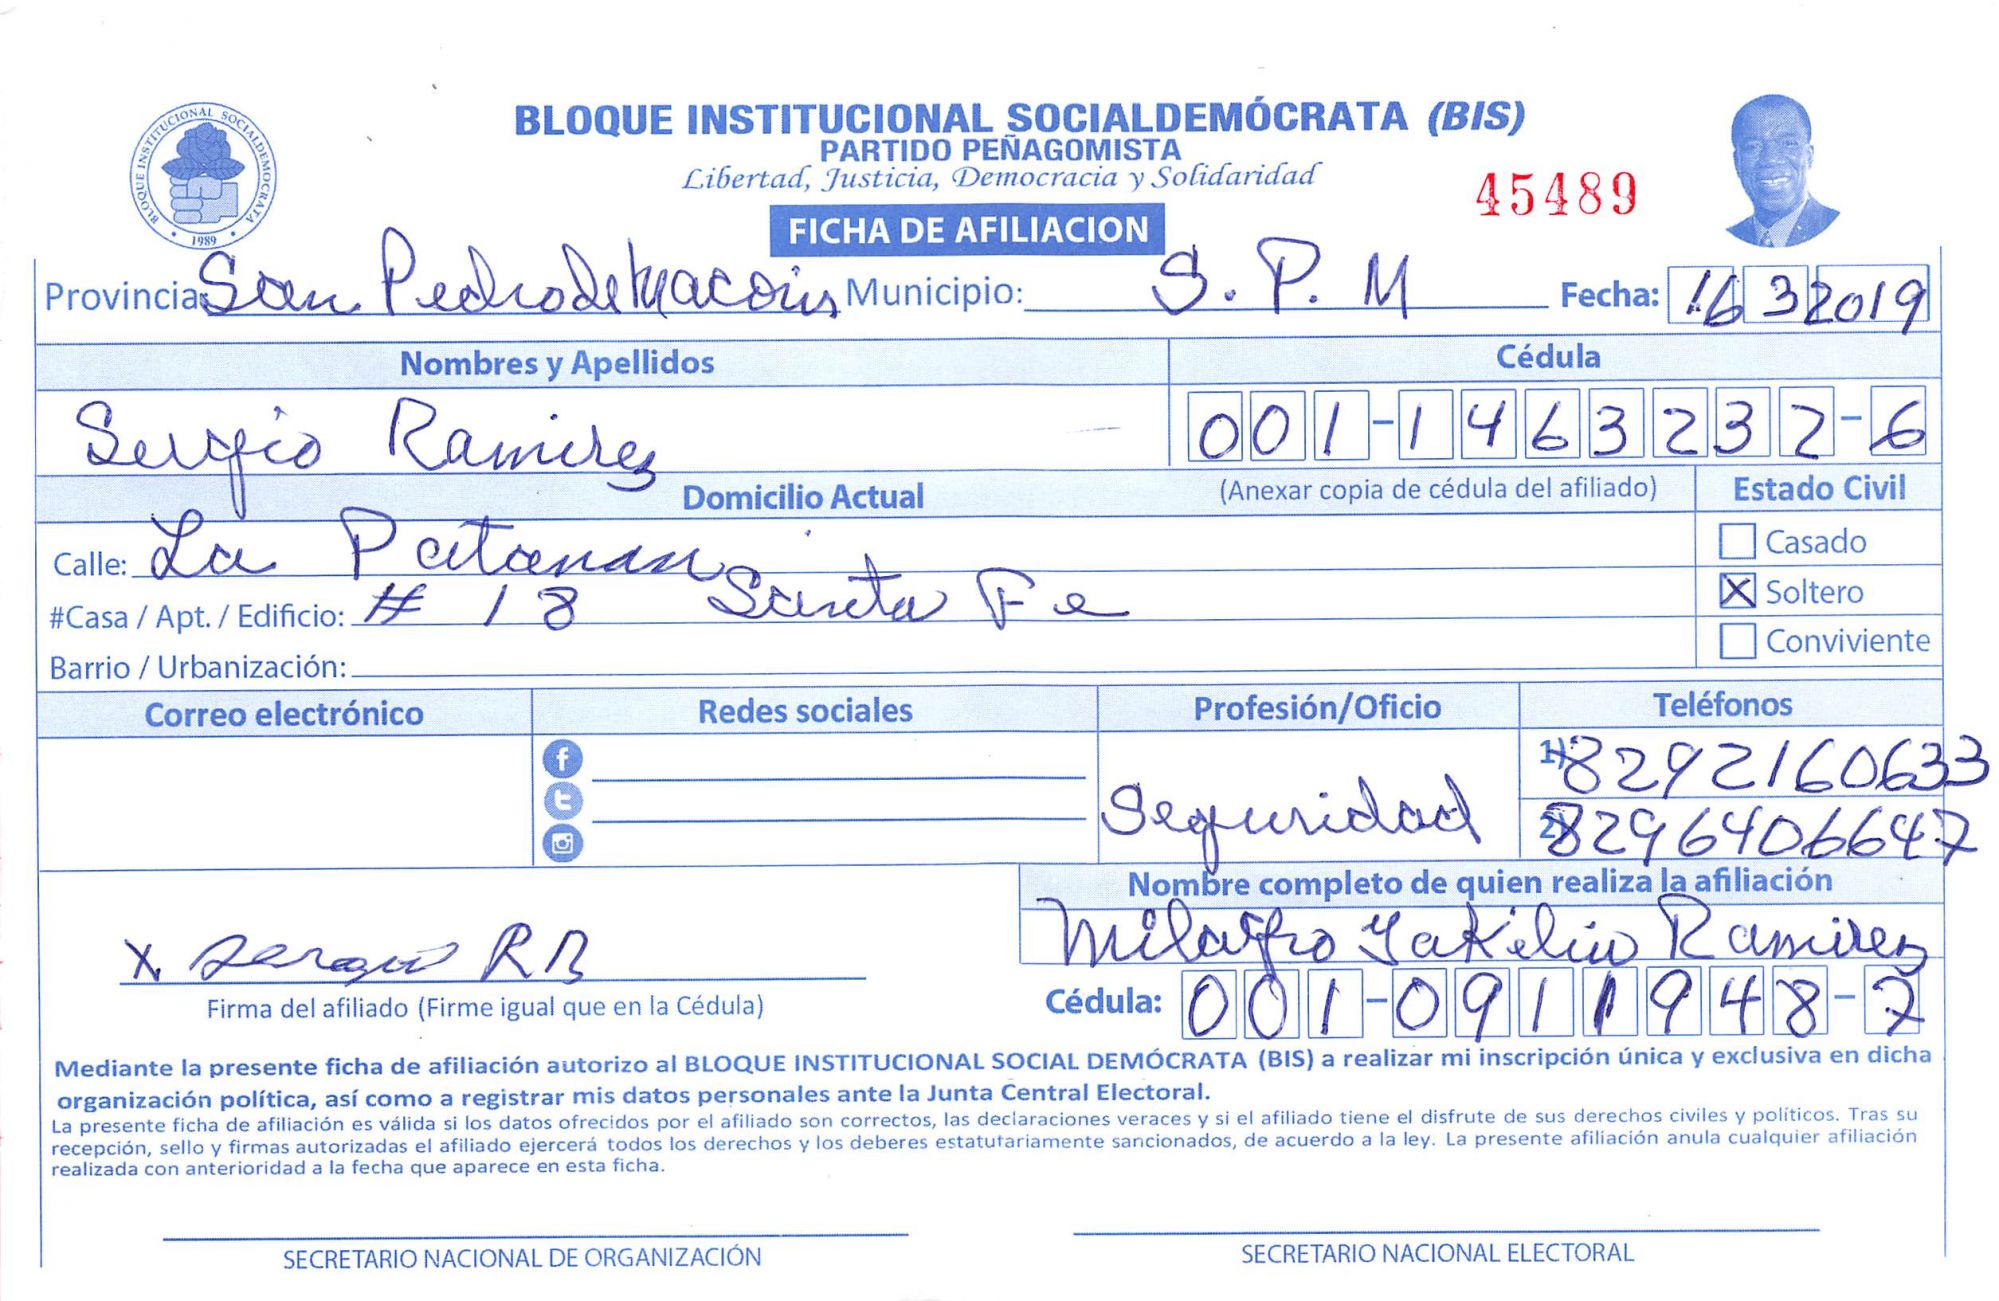 BLOQUE INSTITUCIONAL SOCIALDEMÓCRATA
1989
BLOQUE INSTITUCIONAL SOCIALDEMÓCRATA (BIS)
PARTIDO PEÑAGOMISTA
Libertad, Justicia, Democracia y Solidaridad
45489
FICHA DE AFILIACION
Provincia: San Pedro de Macoris Municipio: S. P. M Fecha: 16 3 2019
Nombres y Apellidos Cédula
Sergio Ramirez 001-1463232-6
Domicilio Actual (Anexar copia de cédula del afiliado) Estado Civil
Calle: La Casado
#Casa / Apt. / Edificio: # 18 Santa Fe X Soltero
Barrio / Urbanización: Conviviente
Correo electrónico Redes sociales Profesión/Oficio Teléfonos
1) 8292160633
Seguridad
2) 8296406647
Nombre completo de quien realiza la afiliación
X Sergio R B Milagro Ramirez
Firma del afiliado (Firme igual que en la Cédula) Cédula: 001-0911948-7
Mediante la presente ficha de afiliación autorizo al BLOQUE INSTITUCIONAL SOCIAL DEMÓCRATA (BIS) a realizar mi inscripción única y exclusiva en dicha
organización política, así como a registrar mis datos personales ante la Junta Central Electoral.
La presente ficha de afiliación es válida si los datos ofrecidos por el afiliado son correctos, las declaraciones veraces y si el afiliado tiene el disfrute de sus derechos civiles y políticos. Tras su
recepción, sello y firmas autorizadas el afiliado ejercerá todos los derechos y los deberes estatutariamente sancionados, de acuerdo a la ley. La presente afiliación anula cualquier afiliación
realizada con anterioridad a la fecha que aparece en esta ficha.
SECRETARIO NACIONAL DE ORGANIZACIÓN SECRETARIO NACIONAL ELECTORAL